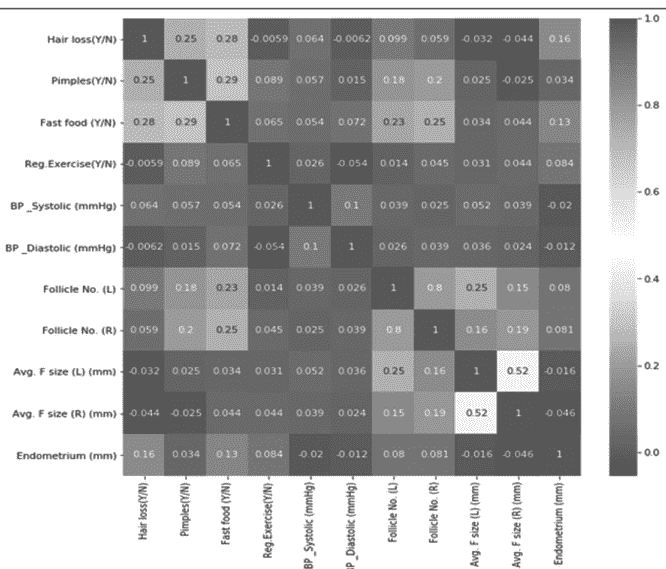 Hair loss(Y/N) 1 0.25 0.28 -0.0059 0.064 -0.0062 0.099 0.059 -0.032 -0.044 0.16
Pimples(Y/N) 0.25 1 0.29 0.089 0.057 0.015 0.18 0.2 0.025 -0.025 0.034
Fast food (Y/N) 0.28 0.29 1 0.065 0.054 0.072 0.23 0.25 0.034 0.044 0.13
Reg.Exercise(Y/N) -0.0059 0.089 0.065 1 0.026 -0.054 0.014 0.045 0.031 0.044 0.084
BP _Systolic (mmHg) 0.064 0.057 0.054 0.026 1 0.1 0.039 0.025 0.052 0.039 -0.02
BP _Diastolic (mmHg) -0.0062 0.015 0.072 -0.054 0.1 1 0.026 0.039 0.036 0.024 -0.012
Follicle No. (L) 0.099 0.18 0.23 0.014 0.039 0.026 1 0.8 0.25 0.15 0.08
Follicle No. (R) 0.059 0.2 0.25 0.045 0.025 0.039 0.8 1 0.16 0.19 0.081
Avg. F size (L) (mm) -0.032 0.025 0.034 0.031 0.052 0.036 0.25 0.16 1 0.52 -0.016
Avg. F size (R) (mm) -0.044 -0.025 0.044 0.044 0.039 0.024 0.15 0.19 0.52 1 -0.046
Endometrium (mm) 0.16 0.034 0.13 0.084 -0.02 -0.012 0.08 0.081 -0.016 -0.046 1
Hair loss(Y/N)
Pimples(Y/N)
Fast food (Y/N)
Reg.Exercise(Y/N)
BP _Systolic (mmHg)
P _Diastolic (mmHg)
Follicle No. (L)
Follicle No. (R)
Avg. F size (L) (mm)
Avg. F size (R) (mm)
Endometrium (mm)
1.0
0.8
0.6
0.4
0.2
0.0